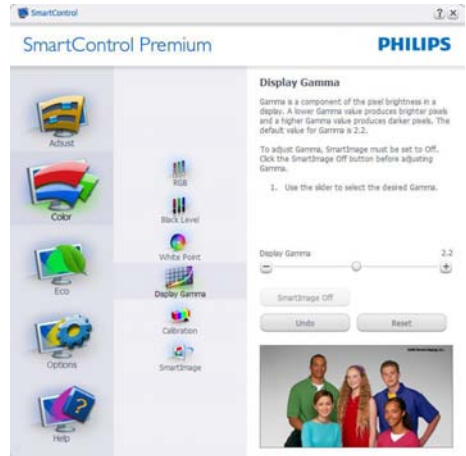 SmartControl
SmartControl Premium
PHILIPS
Adjust
Color
Eco
Options
Help
RGB
Black Level
White Point
Display Gamma
Calibration
SmartImage
Display Gamma
Gamma is a component of the pixel brightness in a
display. A lower Gamma value produces brighter pixels
and a higher Gamma value produces darker pixels. The
default value for Gamma is 2.2.
To adjust Gamma, SmartImage must be set to Off.
Click the SmartImage Off button before adjusting
Gamma.
1. Use the slider to select the desired Gamma.
Display Gamma 2.2
SmartImage Off
Undo Reset